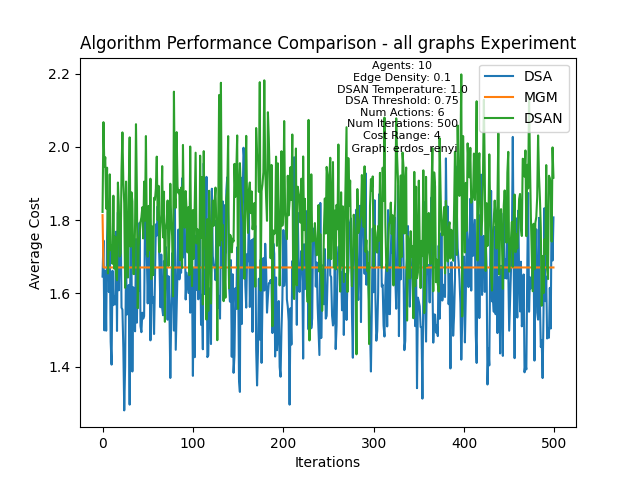 Algorithm Performance Comparison - all graphs Experiment
Agents: 10
Edge Density: 0.1
DSAN Temperature: 1.0
DSA Threshold: 0.75
Num Actions: 6
Num Iterations: 500
Cost Range: 4
Graph: erdos_renyi
DSA
MGM
DSAN
Average Cost
2.2
2.0
1.8
1.6
1.4
0
100
200
300
400
500
Iterations